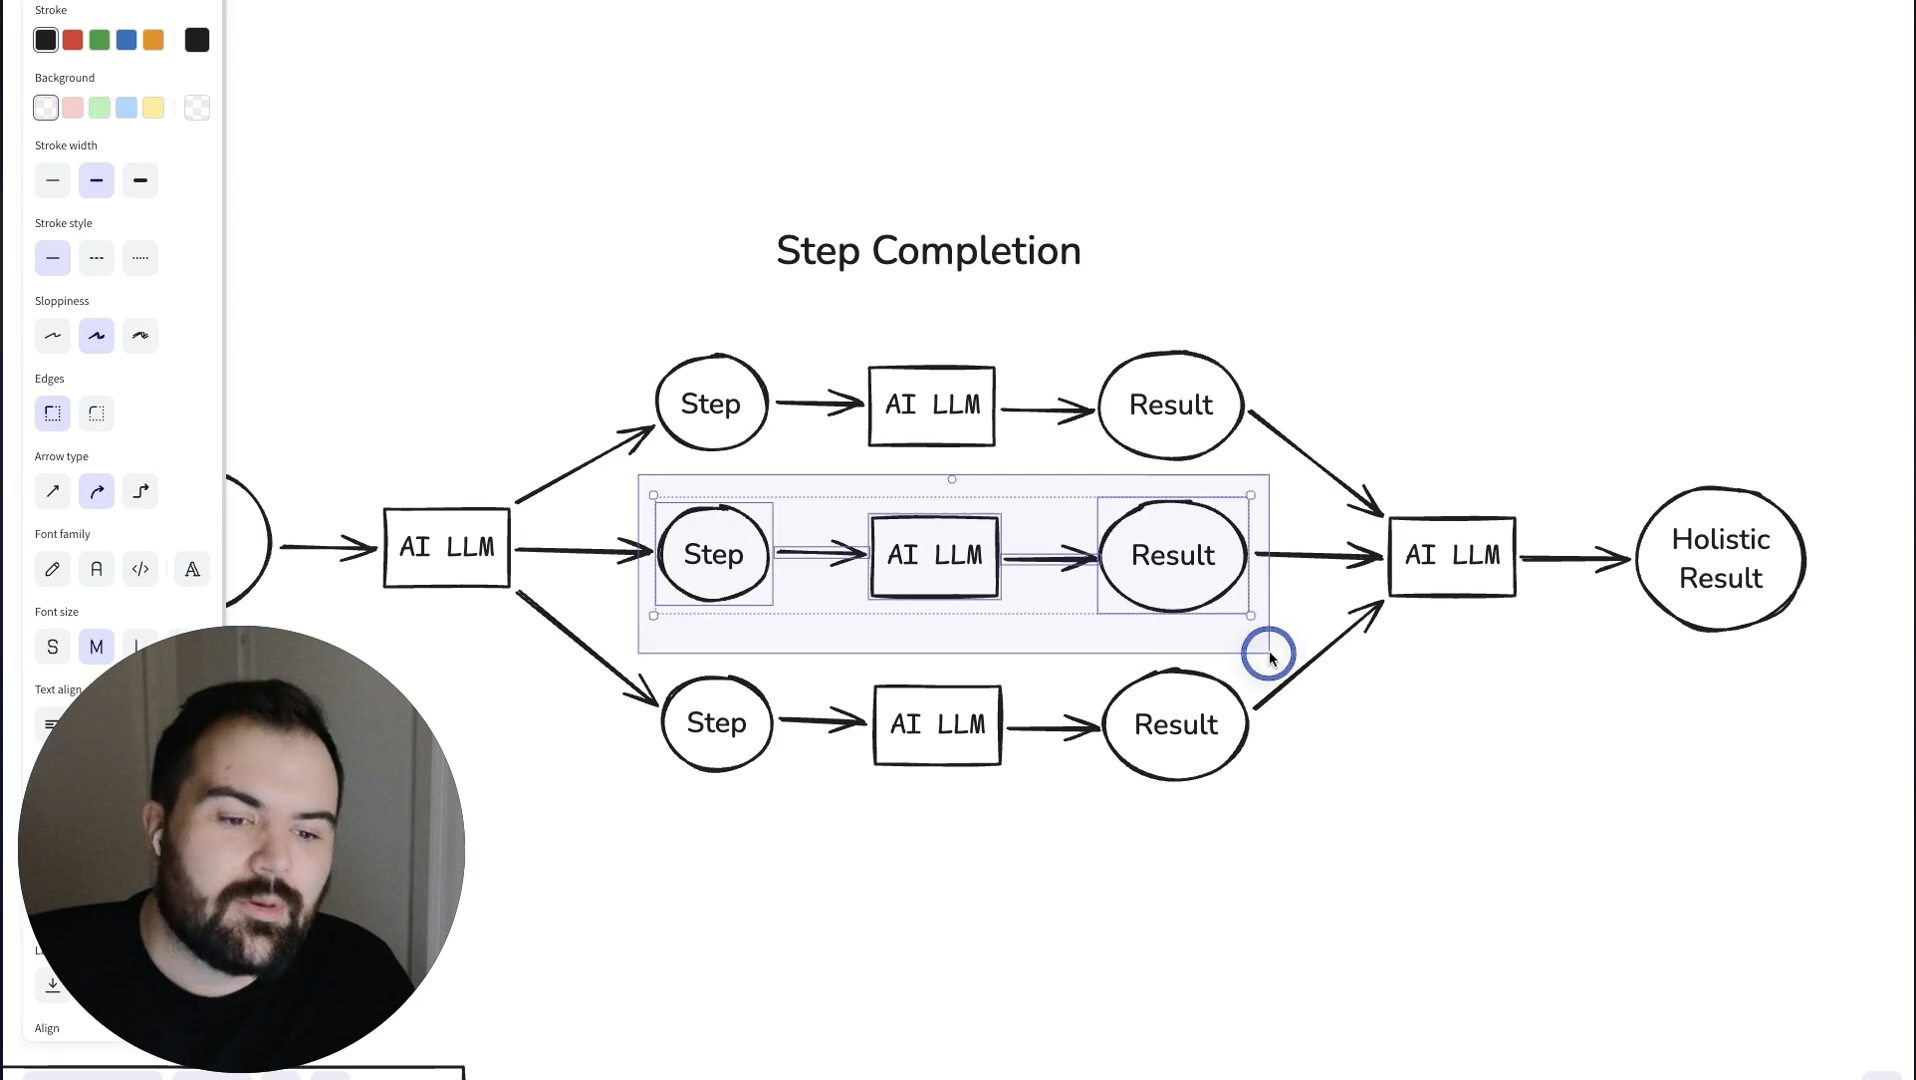 Stroke
Background
Stroke width
Stroke style
Sloppiness
Edges
Arrow type
Font family
A
</>
A
Font size
S
M
Text align
Align
Step Completion
Step
AI LLM
Result
AI LLM
Step
AI LLM
Result
AI LLM
Holistic
Result
Step
AI LLM
Result